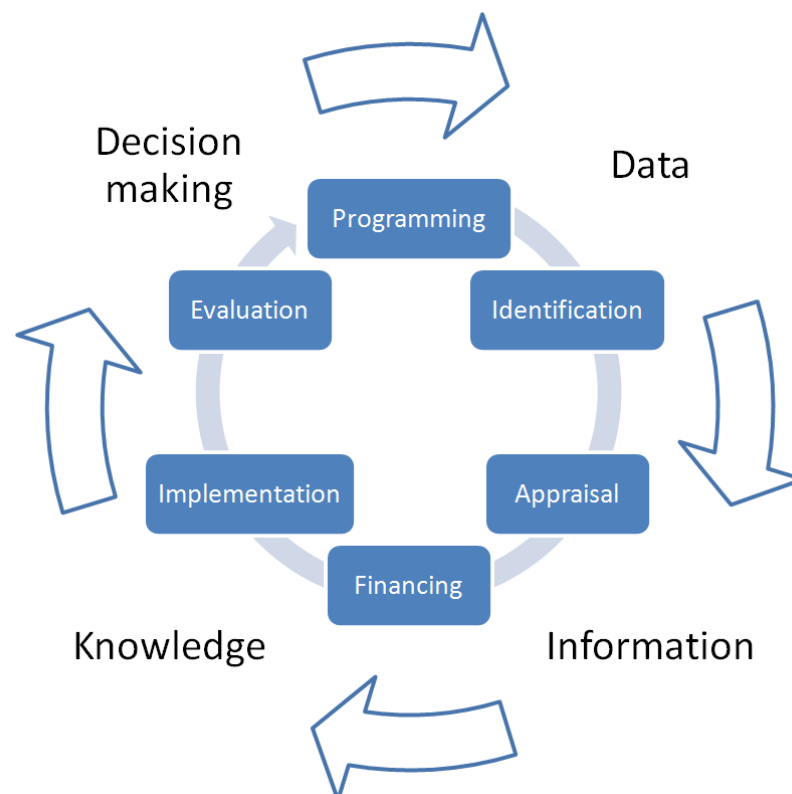 Decision
making
Data
Programming
Evaluation
Identification
Implementation
Appraisal
Financing
Knowledge
Information